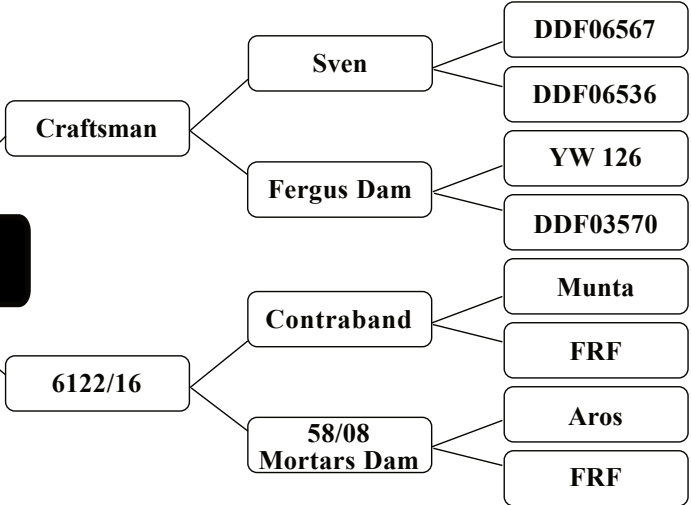 DDF06567
Sven
DDF06536
Craftsman
YW 126
Fergus Dam
DDF03570
Munta
Contraband
FRF
6122/16
Aros
58/08
Mortars Dam
FRF